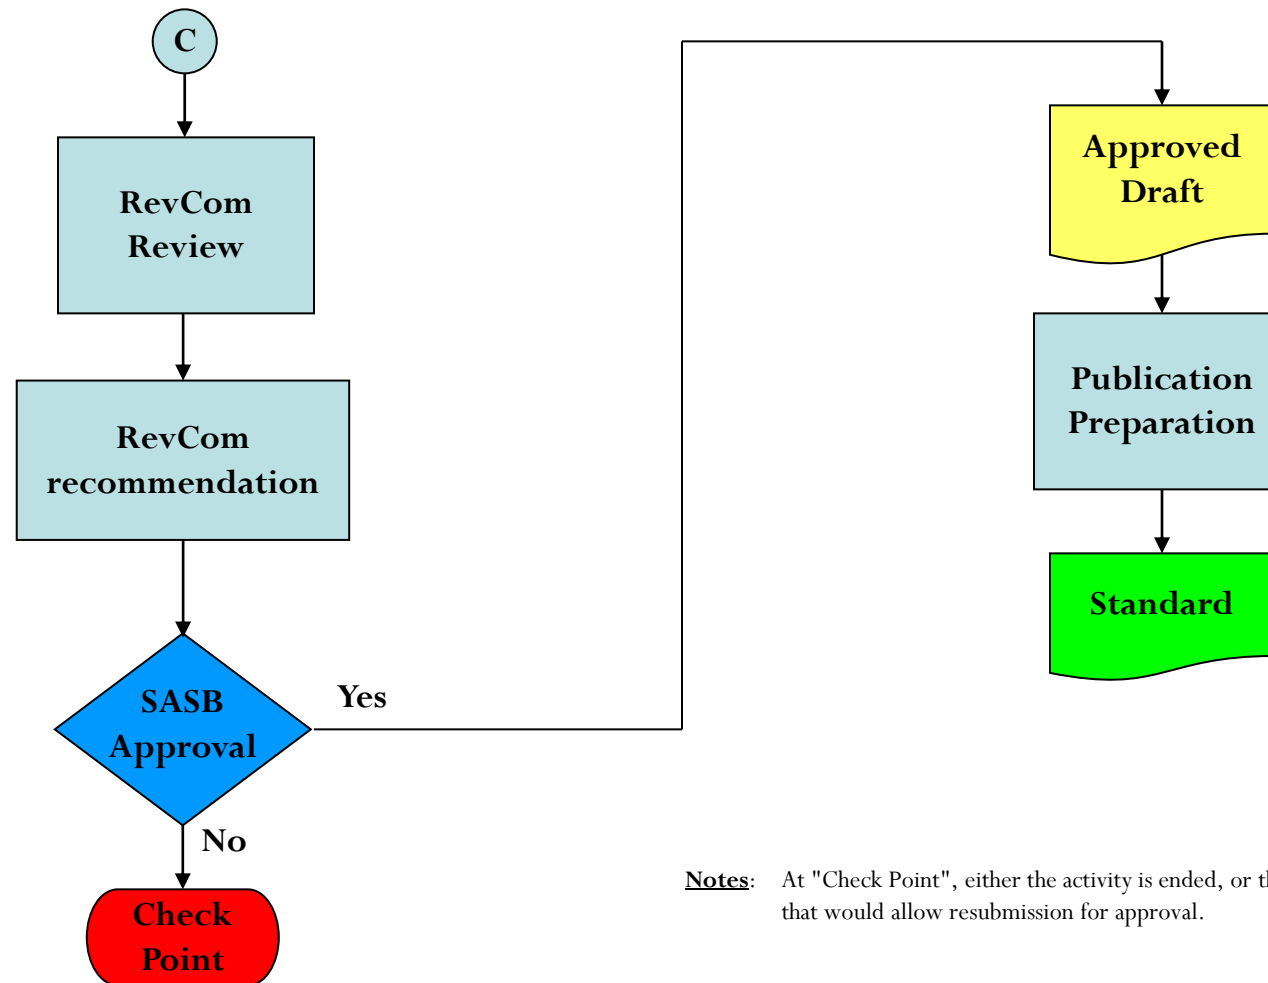 C
RevCom
Review
RevCom
recommendation
SASB
Approval
Yes
No
Check
Point
Approved
Draft
Publication
Preparation
Standard
Notes: At "Check Point", either the activity is ended, or
that would allow resubmission for approval.